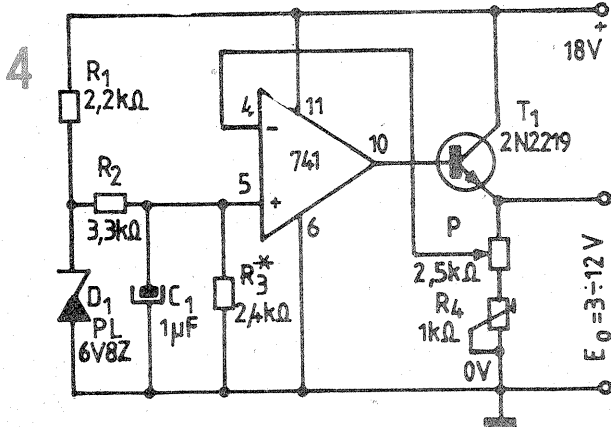 4
18V
+
R1
2,2kΩ
4
11
T1
2N2219
741
10
R2
3,3kΩ
5
-
+
6
P
2,5kΩ
D1
PL
6V8Z
C1
1μF
R3*
2,4kΩ
R4
1kΩ
0V
E0=3÷12V